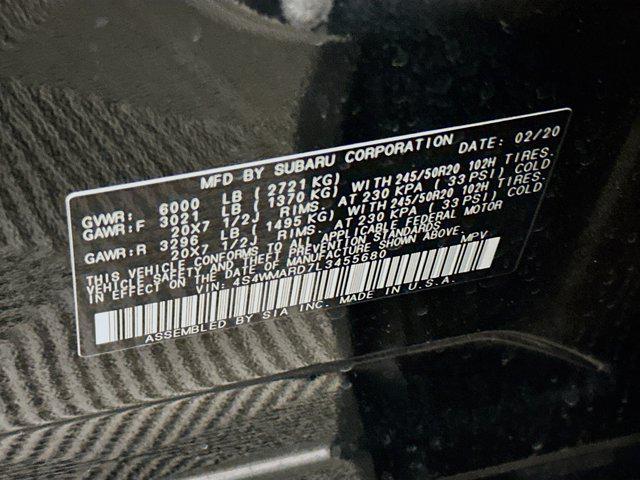 MFD BY SUBARU CORPORATION DATE: 02/20
GVWR: 6000 LB (2721 KG)
GAWR:F 3021 LB (1370 KG) WITH 245/50R20 102H TIRES.
20X7 1/2J RIMS. AT 230 KPA (33 PSI) COLD
GAWR:R 3296 LB (1495 KG) WITH 245/50R20 102H TIRES.
20X7 1/2J RIMS. AT 230 KPA (33 PSI) COLD
THIS VEHICLE CONFORMS TO ALL APPLICABLE FEDERAL MOTOR
VEHICLE SAFETY AND THEFT PREVENTION STANDARDS
IN EFFECT ON THE DATE OF MANUFACTURE SHOWN ABOVE.
VIN: 4S4WMARD7L3455680 MPV
ASSEMBLED BY SIA INC. MADE IN U.S.A.